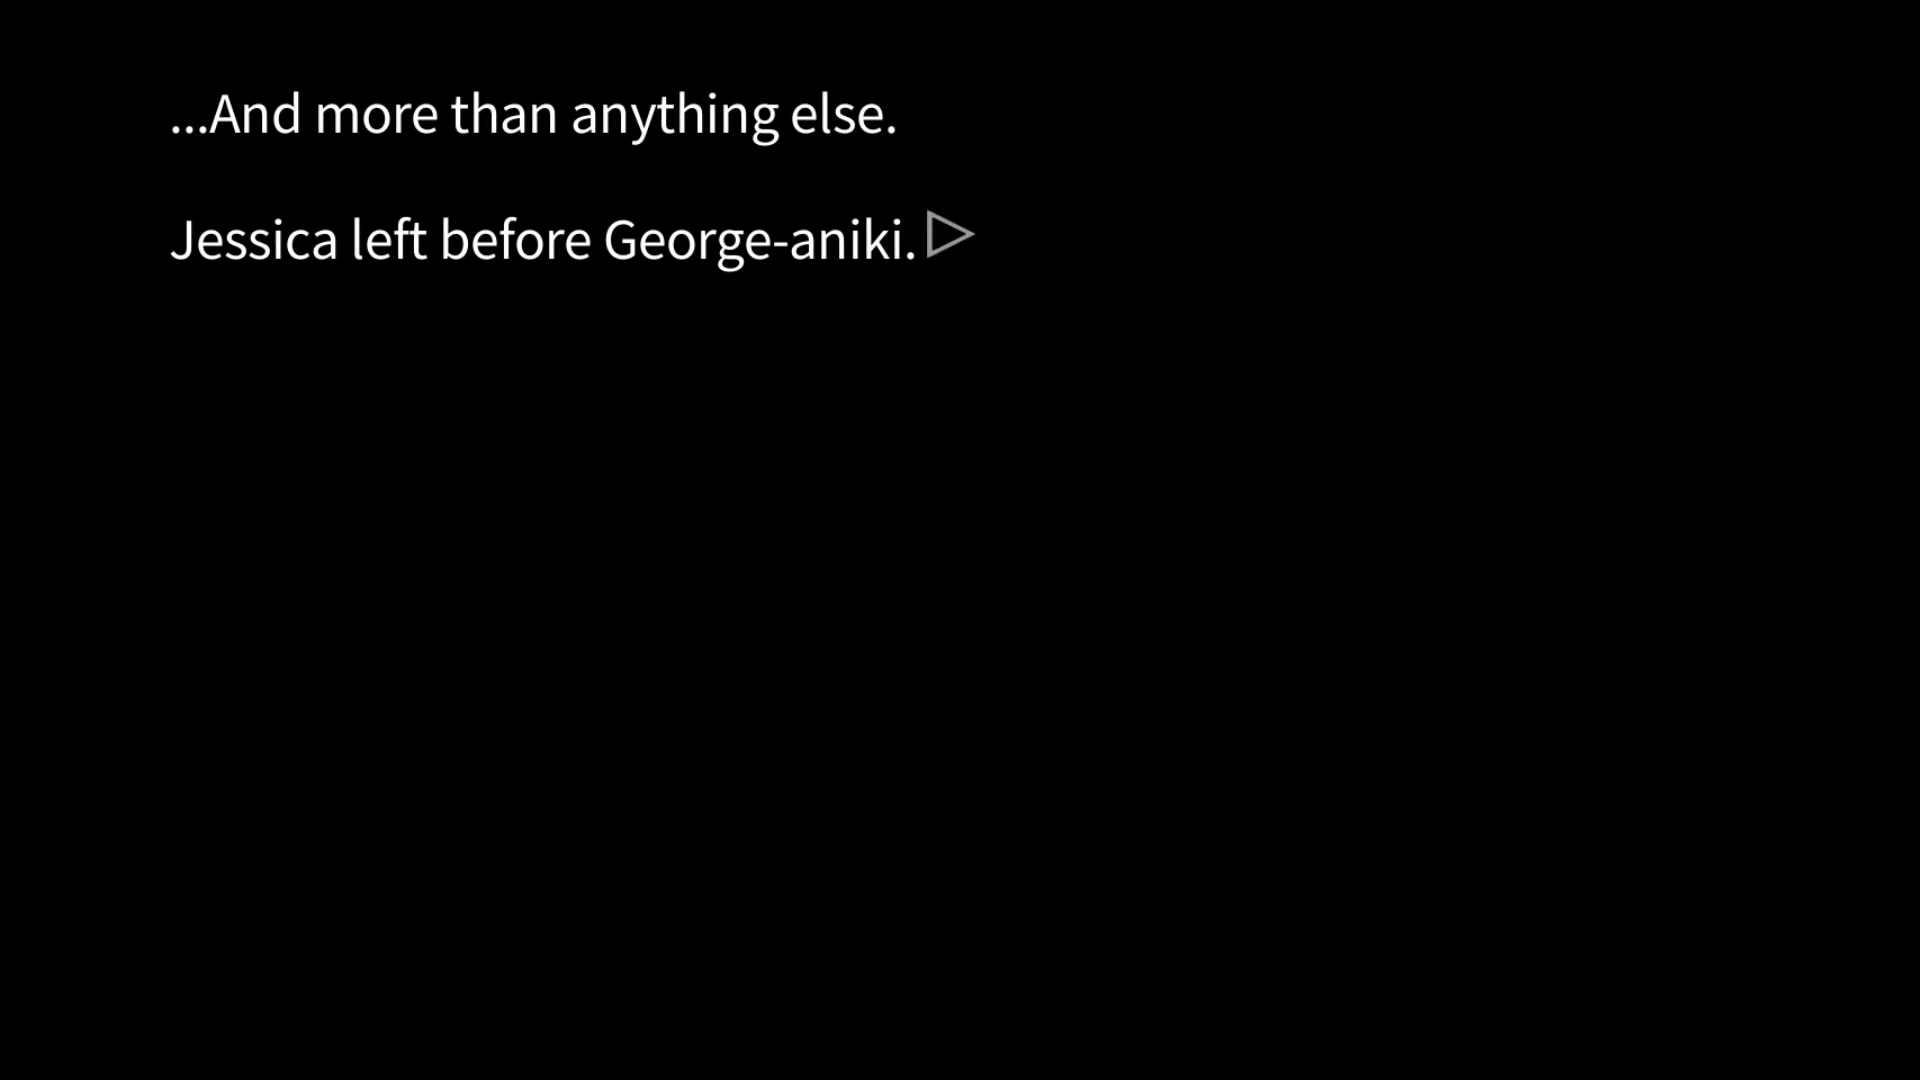 ...And more than anything else.
Jessica left before George-aniki.